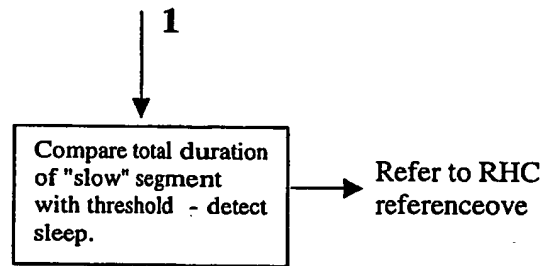 1
Compare total duration
of "slow" segment
with threshold - detect
sleep.
Refer to RHC
referenceove